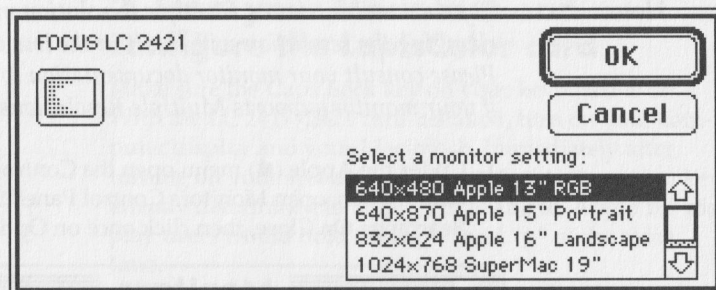 FOCUS LC 2421
OK
Cancel
Select a monitor setting:
640x480 Apple 13" RGB
640x870 Apple 15" Portrait
832x624 Apple 16" Landscape
1024x768 SuperMac 19"